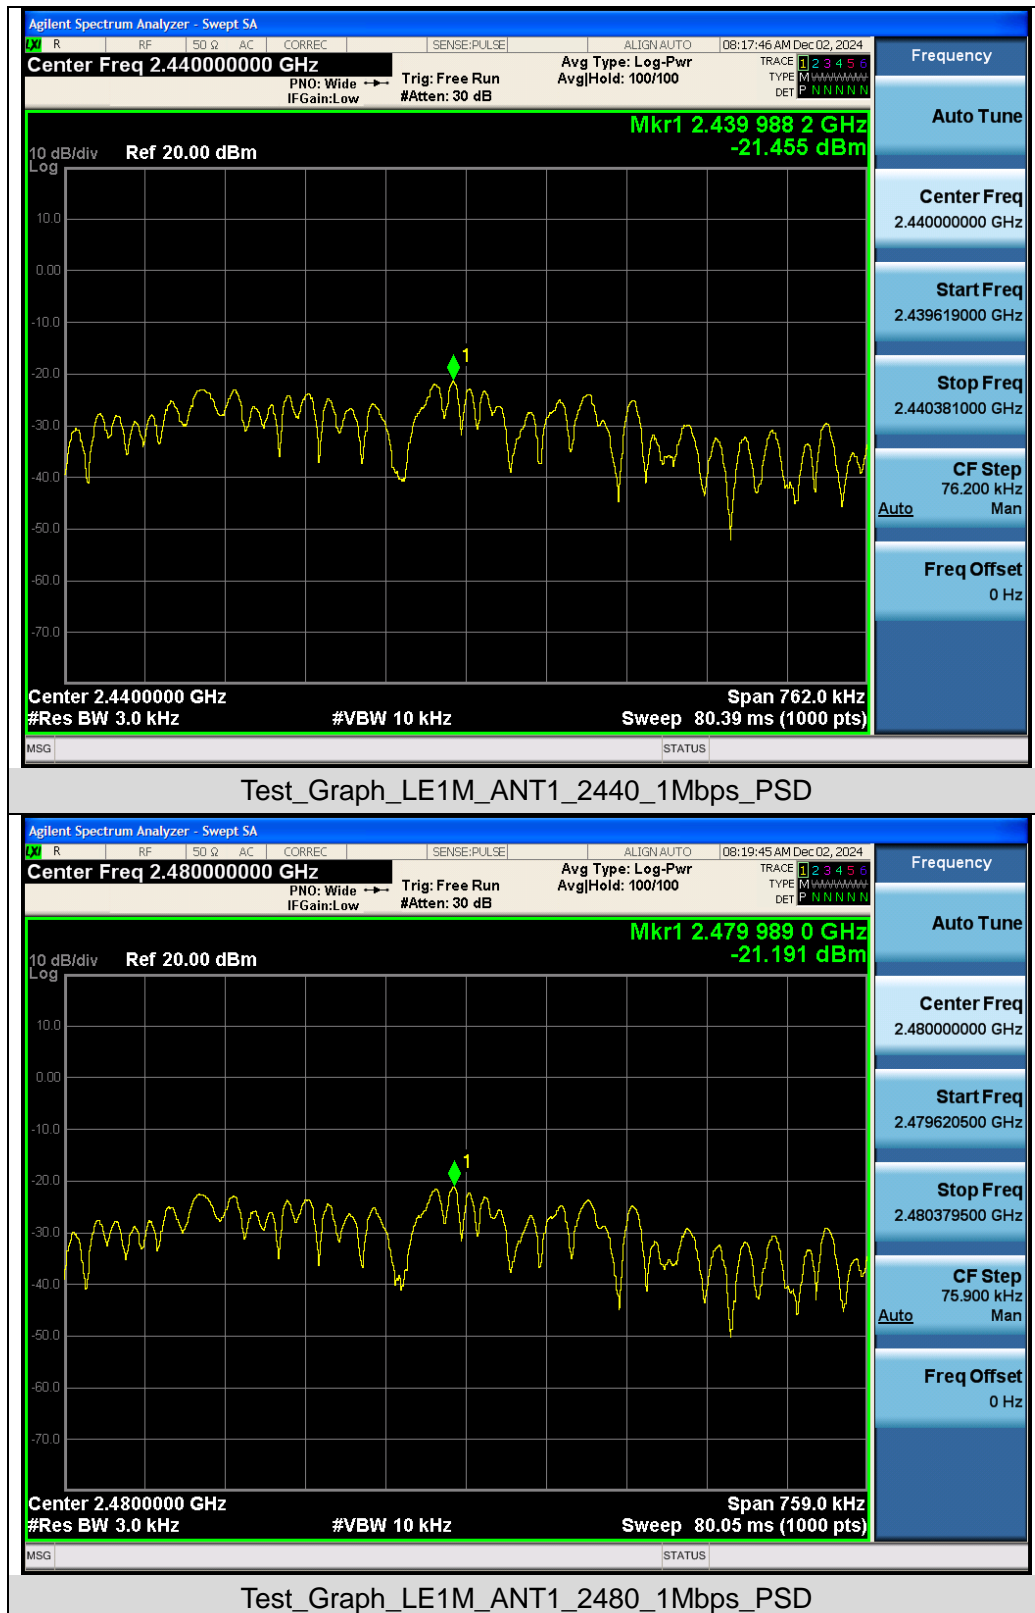 Agilent Spectrum Analyzer - Swept SA
LXI R RF 50 Ω AC CORREC SENSE:PULSE ALIGN AUTO 08:17:46 AM Dec 02, 2024
Center Freq 2.440000000 GHz
PNO: Wide
IFGain:Low
Trig: Free Run
#Atten: 30 dB
Avg Type: Log-Pwr
Avg|Hold: 100/100
TRACE 1 2 3 4 5 6
TYPE M
DET P N N N N N
Mkr1 2.439 988 2 GHz
-21.455 dBm
10 dB/div Ref 20.00 dBm
Log
10.0
0.00
-10.0
-20.0
-30.0
-40.0
-50.0
-60.0
-70.0
1
Center 2.4400000 GHz Span 762.0 kHz
#Res BW 3.0 kHz #VBW 10 kHz Sweep 80.39 ms (1000 pts)
MSG STATUS
Frequency
Auto Tune
Center Freq
2.440000000 GHz
Start Freq
2.439619000 GHz
Stop Freq
2.440381000 GHz
CF Step
76.200 kHz
Auto Man
Freq Offset
0 Hz
Test_Graph_LE1M_ANT1_2440_1Mbps_PSD
Agilent Spectrum Analyzer - Swept SA
LXI R RF 50 Ω AC CORREC SENSE:PULSE ALIGN AUTO 08:19:45 AM Dec 02, 2024
Center Freq 2.480000000 GHz
PNO: Wide
IFGain:Low
Trig: Free Run
#Atten: 30 dB
Avg Type: Log-Pwr
Avg|Hold: 100/100
TRACE 1 2 3 4 5 6
TYPE M
DET P N N N N N
Mkr1 2.479 989 0 GHz
-21.191 dBm
10 dB/div Ref 20.00 dBm
Log
10.0
0.00
-10.0
-20.0
-30.0
-40.0
-50.0
-60.0
-70.0
1
Center 2.4800000 GHz Span 759.0 kHz
#Res BW 3.0 kHz #VBW 10 kHz Sweep 80.05 ms (1000 pts)
MSG STATUS
Frequency
Auto Tune
Center Freq
2.480000000 GHz
Start Freq
2.479620500 GHz
Stop Freq
2.480379500 GHz
CF Step
75.900 kHz
Auto Man
Freq Offset
0 Hz
Test_Graph_LE1M_ANT1_2480_1Mbps_PSD